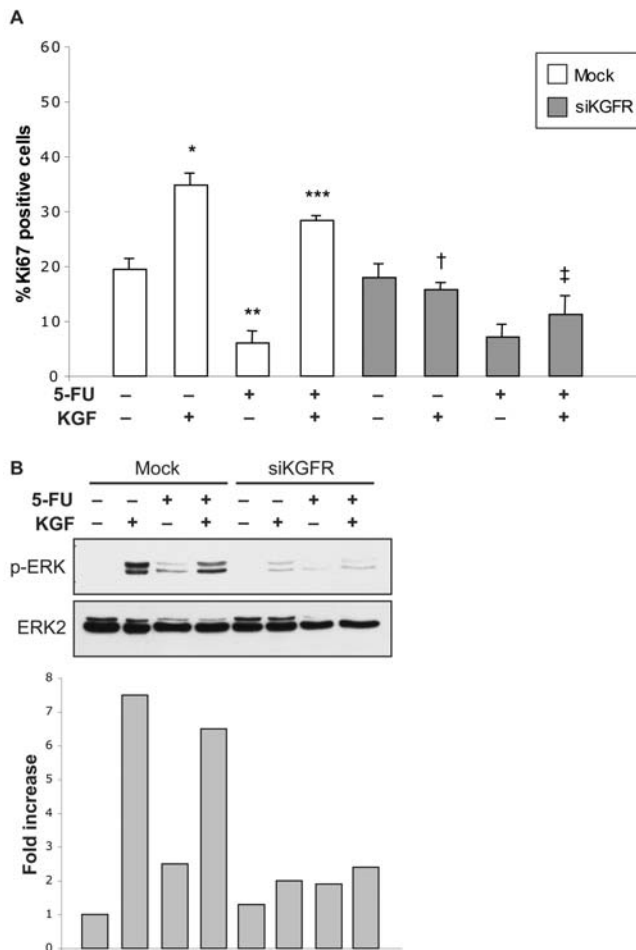 A
60
50
40
30
20
10
0
%Ki67 positive cells
Mock
siKGFR
* ** *** † ‡
5-FU – – + + – – + +
KGF – + – + – + – +
B
Mock siKGFR
5-FU – – + + – – + +
KGF – + – + – + – +
p-ERK
ERK2
8
7
6
5
4
3
2
1
0
Fold increase